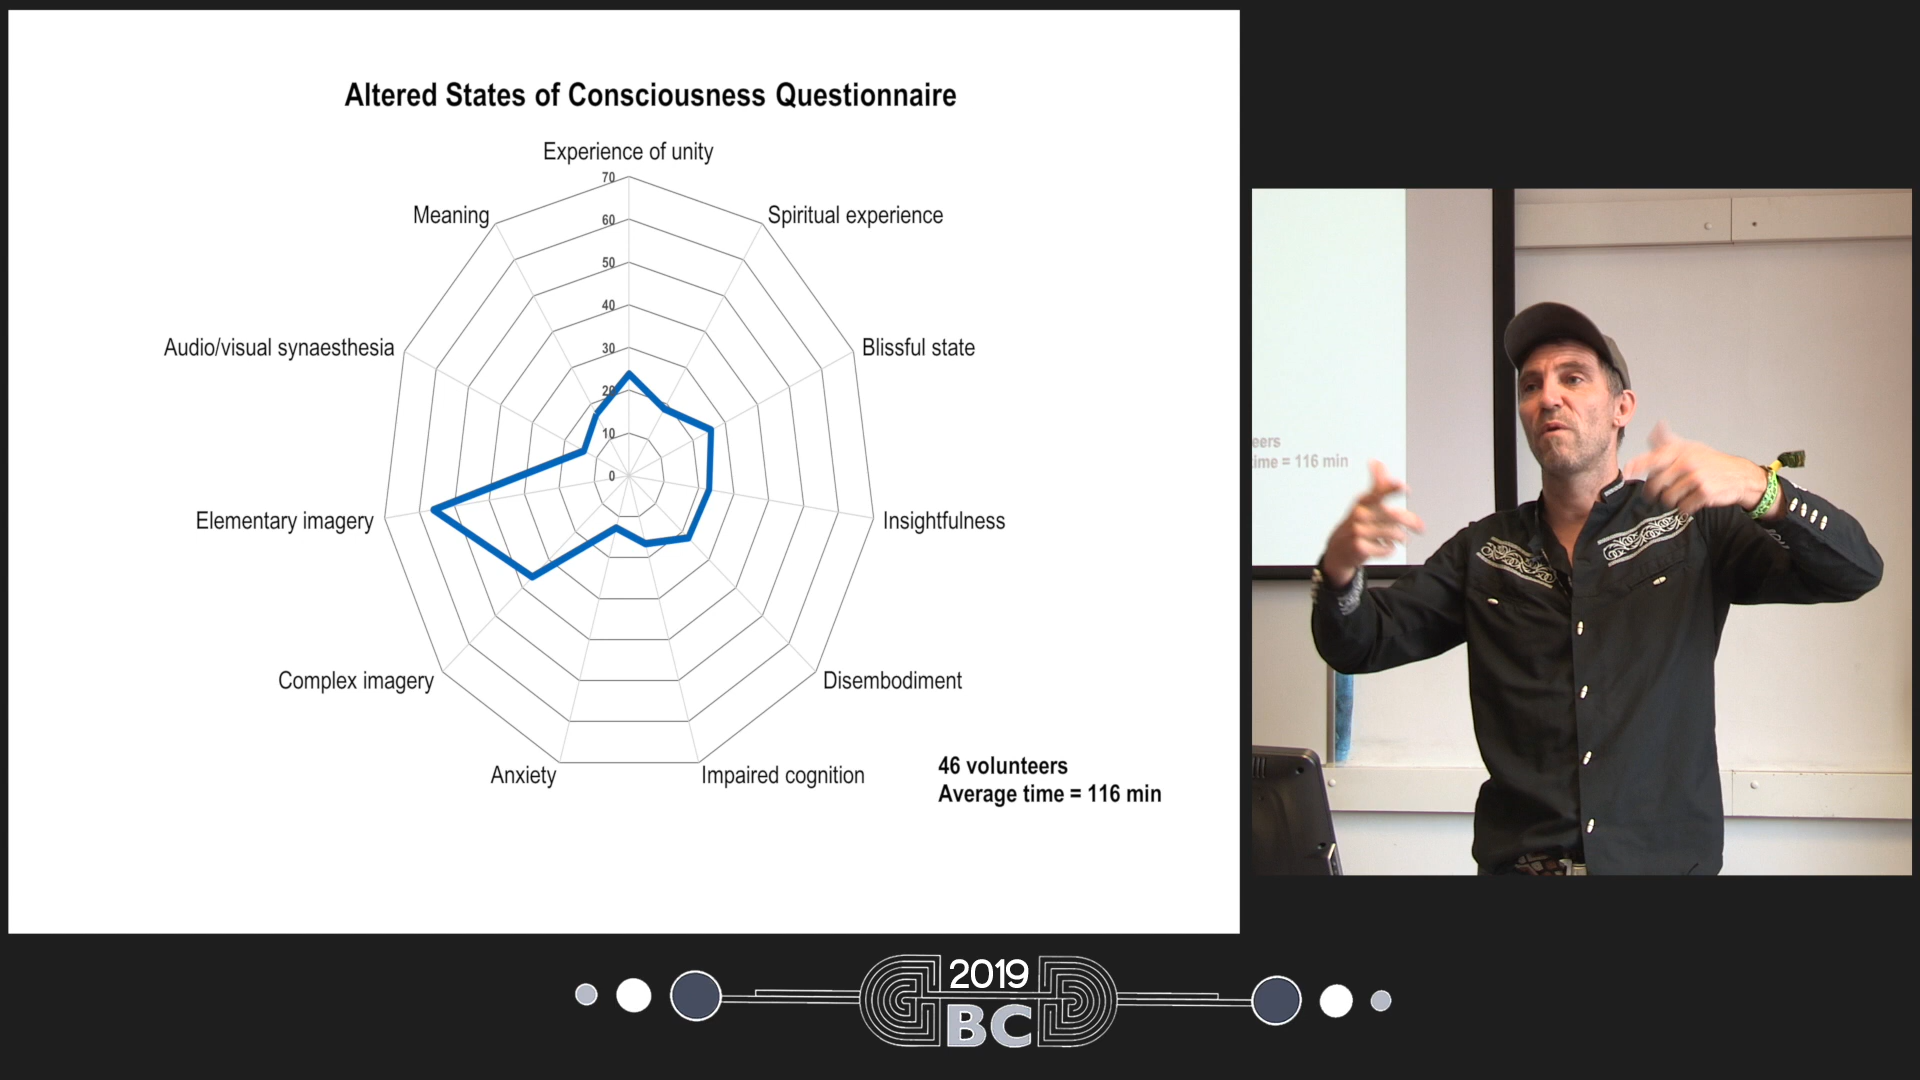 Altered States of Consciousness Questionnaire
Experience of unity
70
Meaning
Spiritual experience
60
50
40
Audio/visual synaesthesia
30
Blissful state
20
10
0
Elementary imagery
Insightfulness
Complex imagery
Disembodiment
Anxiety
Impaired cognition
46 volunteers
Average time = 116 min
eers
ime = 116 min
2019
BC